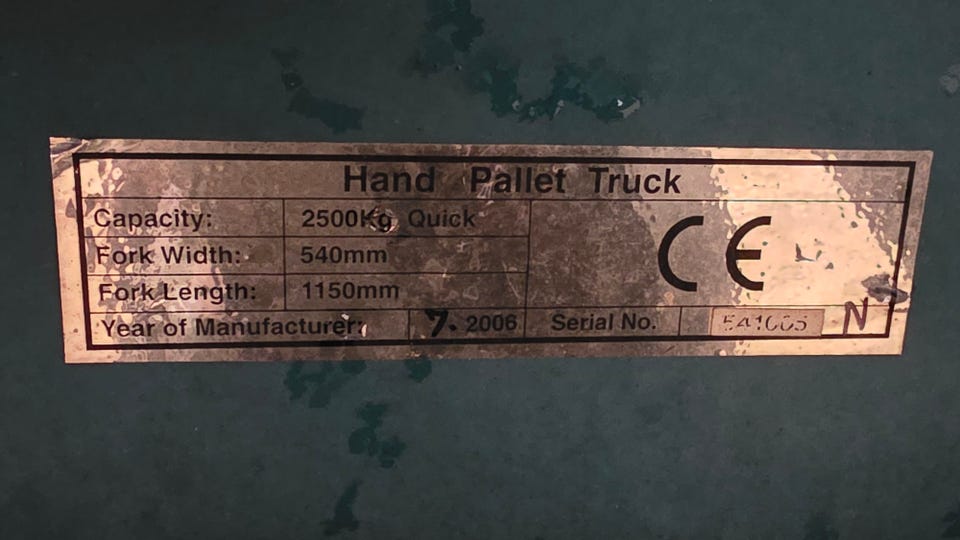 Hand Pallet Truck
Capacity: 2500Kg Quick
CE
Fork Width: 540mm
Fork Length: 1150mm
Year of Manufacturer: 7. 2006 Serial No. N